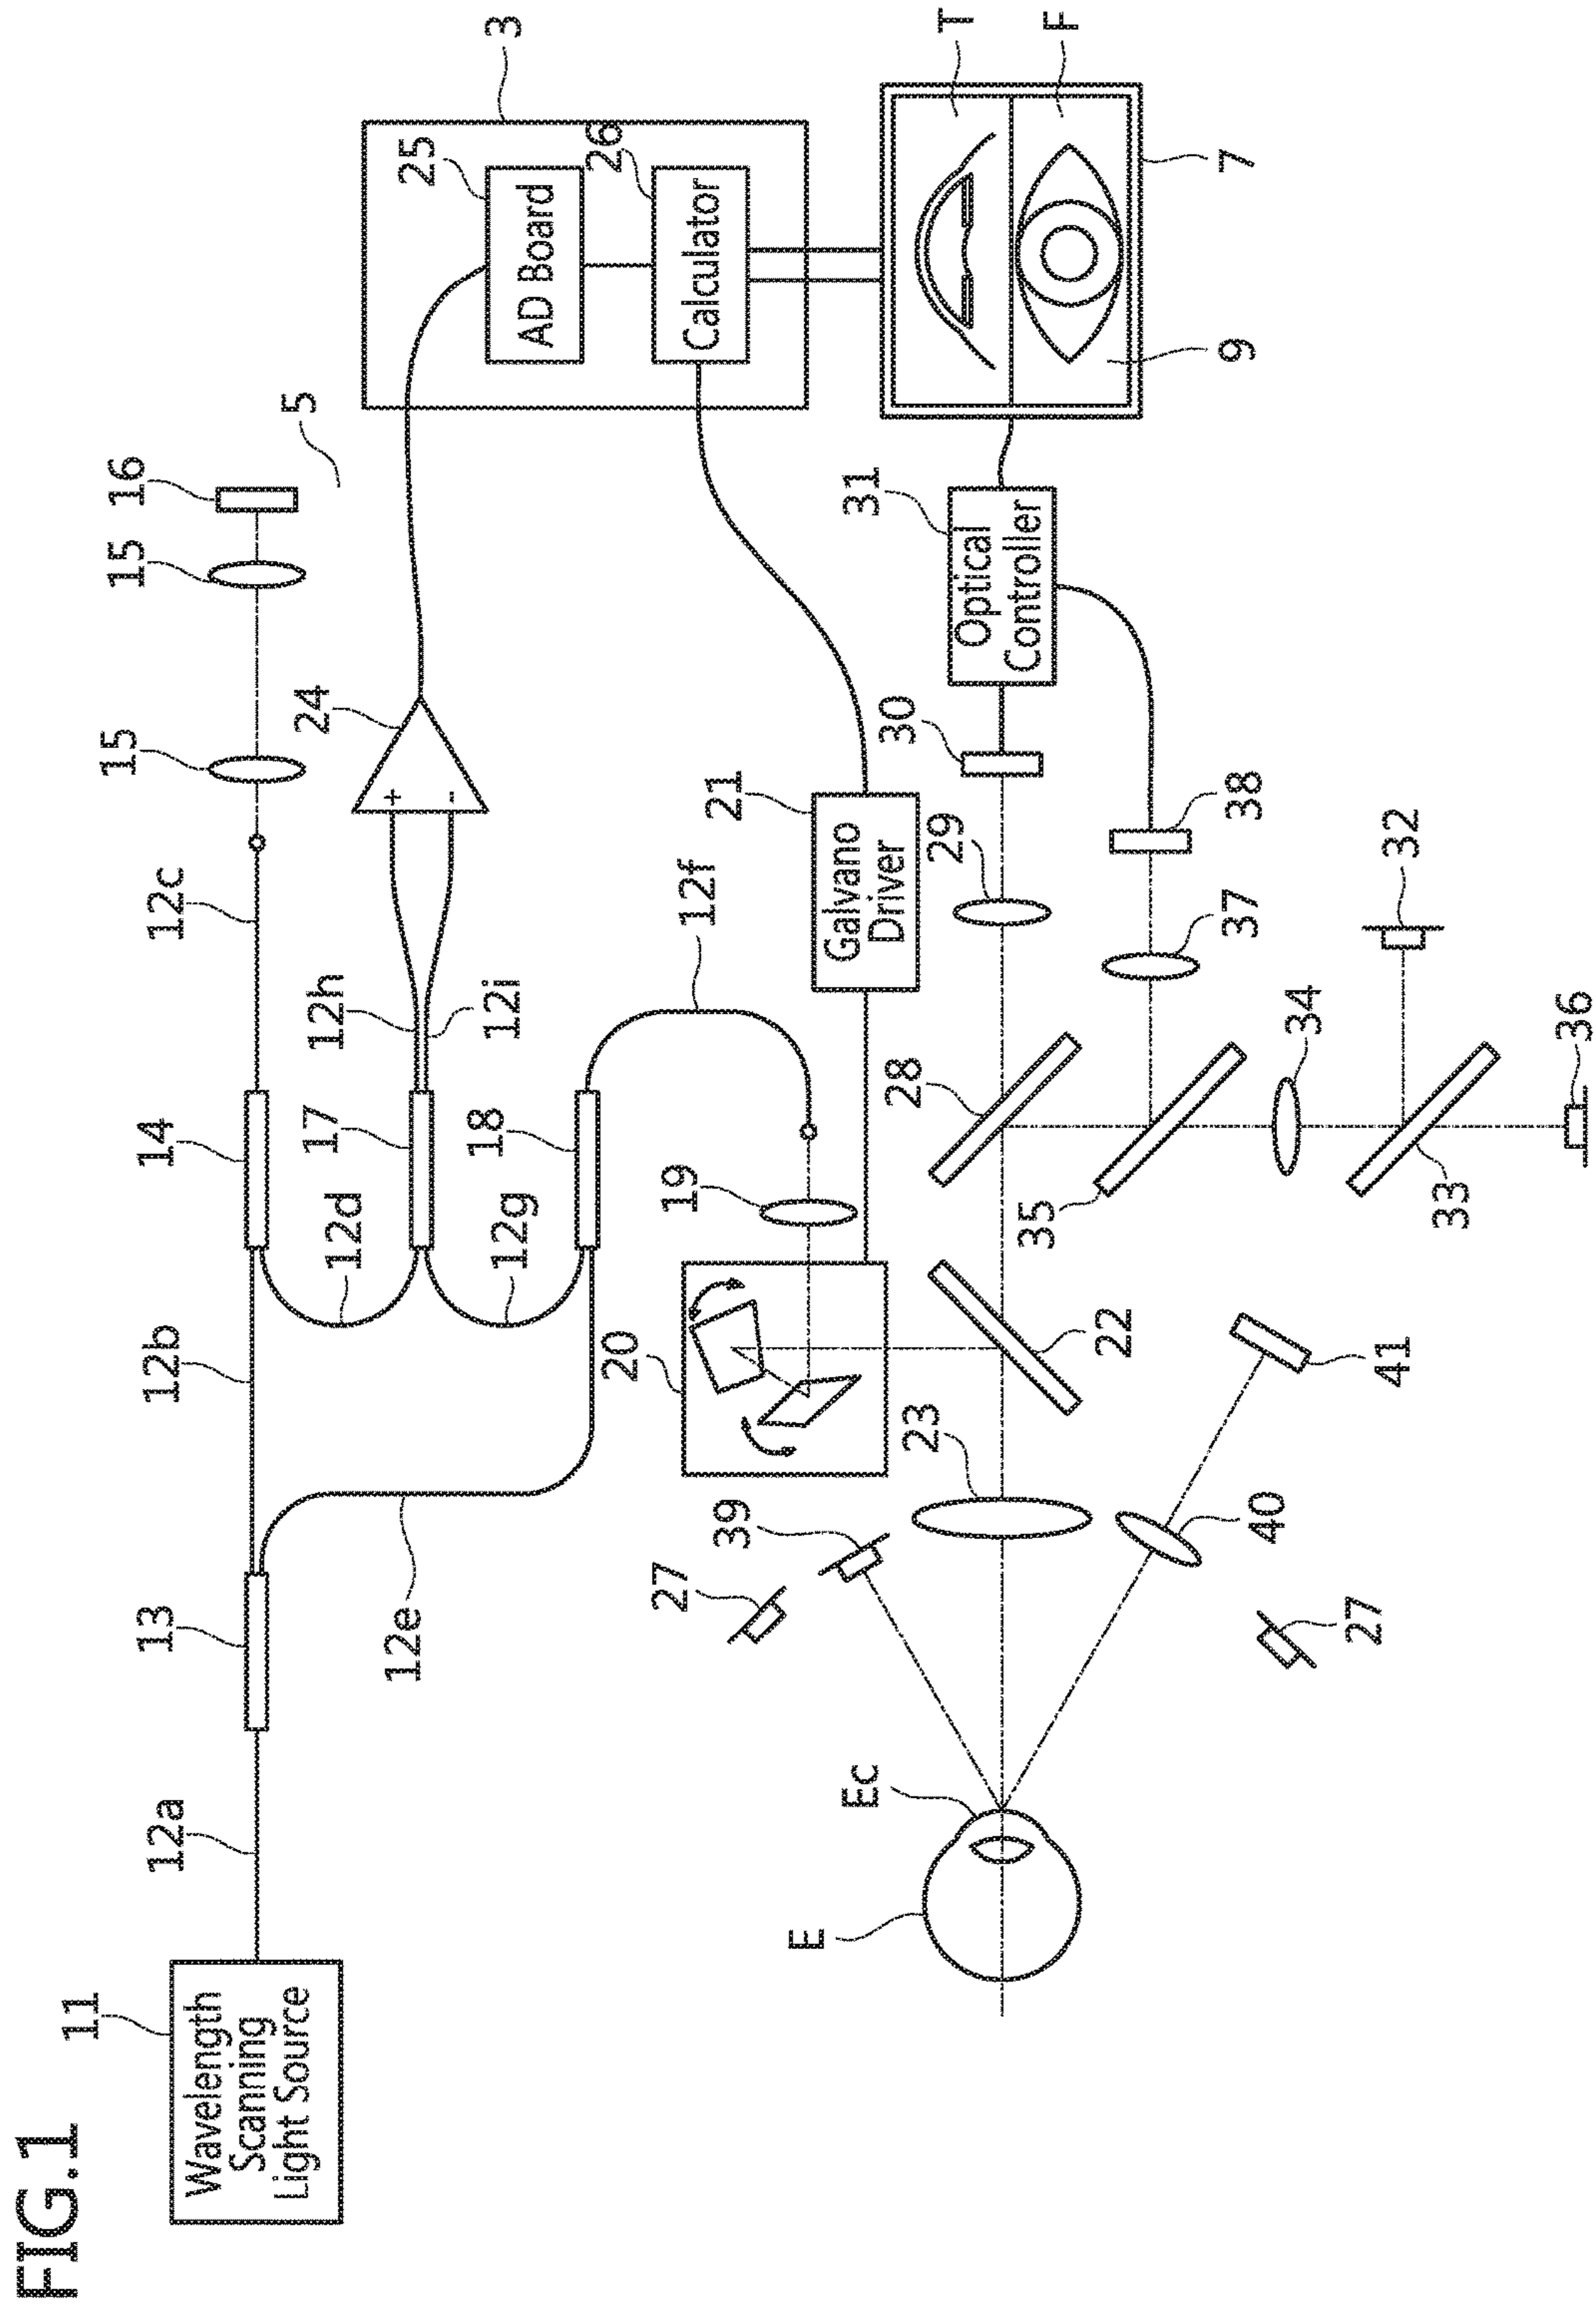 FIG.1
11
Wavelength
Scanning
Light Source
12a
13
12b
12e
14
12d
17
12g
18
12c
12h
12i
12f
15
15
16
5
24
+
-
3
25
AD Board
26
Calculator
T
F
7
9
31
Optical
Controller
30
29
21
Galvano
Driver
38
37
32
34
36
33
35
28
19
20
22
23
41
40
39
27
27
Ec
E